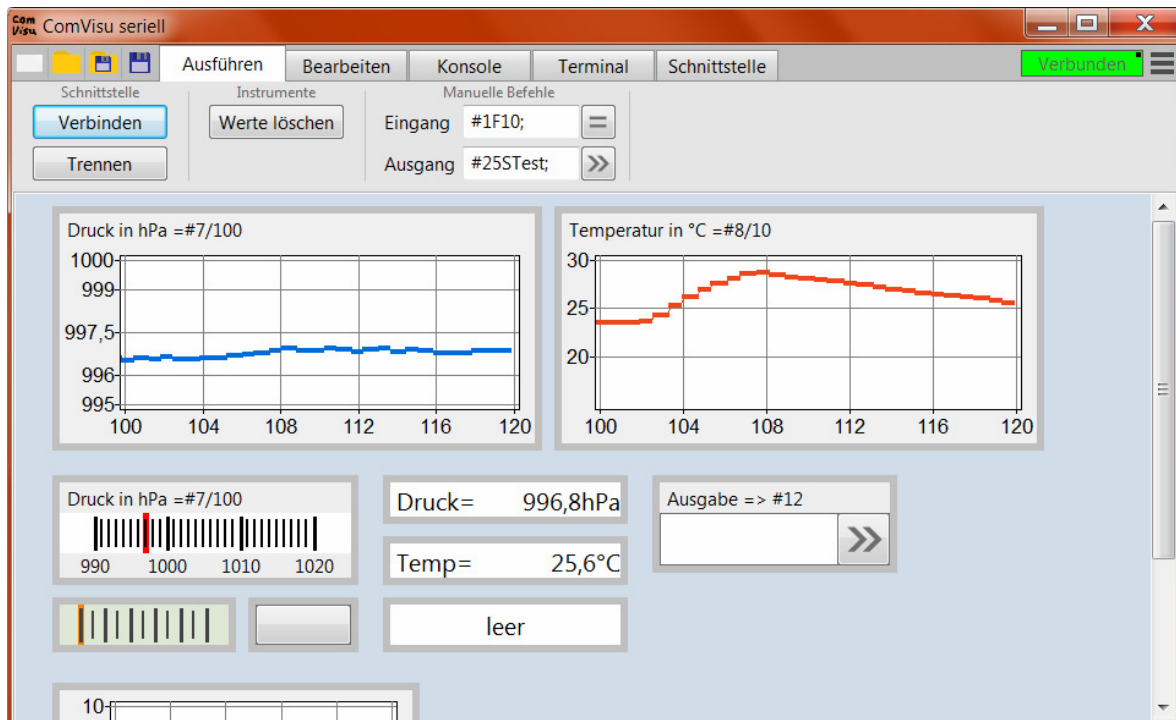 Com
Visu ComVisu seriell
Ausführen Bearbeiten Konsole Terminal Schnittstelle Verbunden
Schnittstelle Instrumente Manuelle Befehle
Verbinden Werte löschen Eingang #1F10; =
Trennen Ausgang #25STest; >>
Druck in hPa =#7/100
1000
999
997,5
996
995
100 104 108 112 116 120
Temperatur in °C =#8/10
30
25
20
100 104 108 112 116 120
Druck in hPa =#7/100
990 1000 1010 1020
Druck= 996,8hPa
Temp= 25,6°C
leer
Ausgabe => #12
>>
10